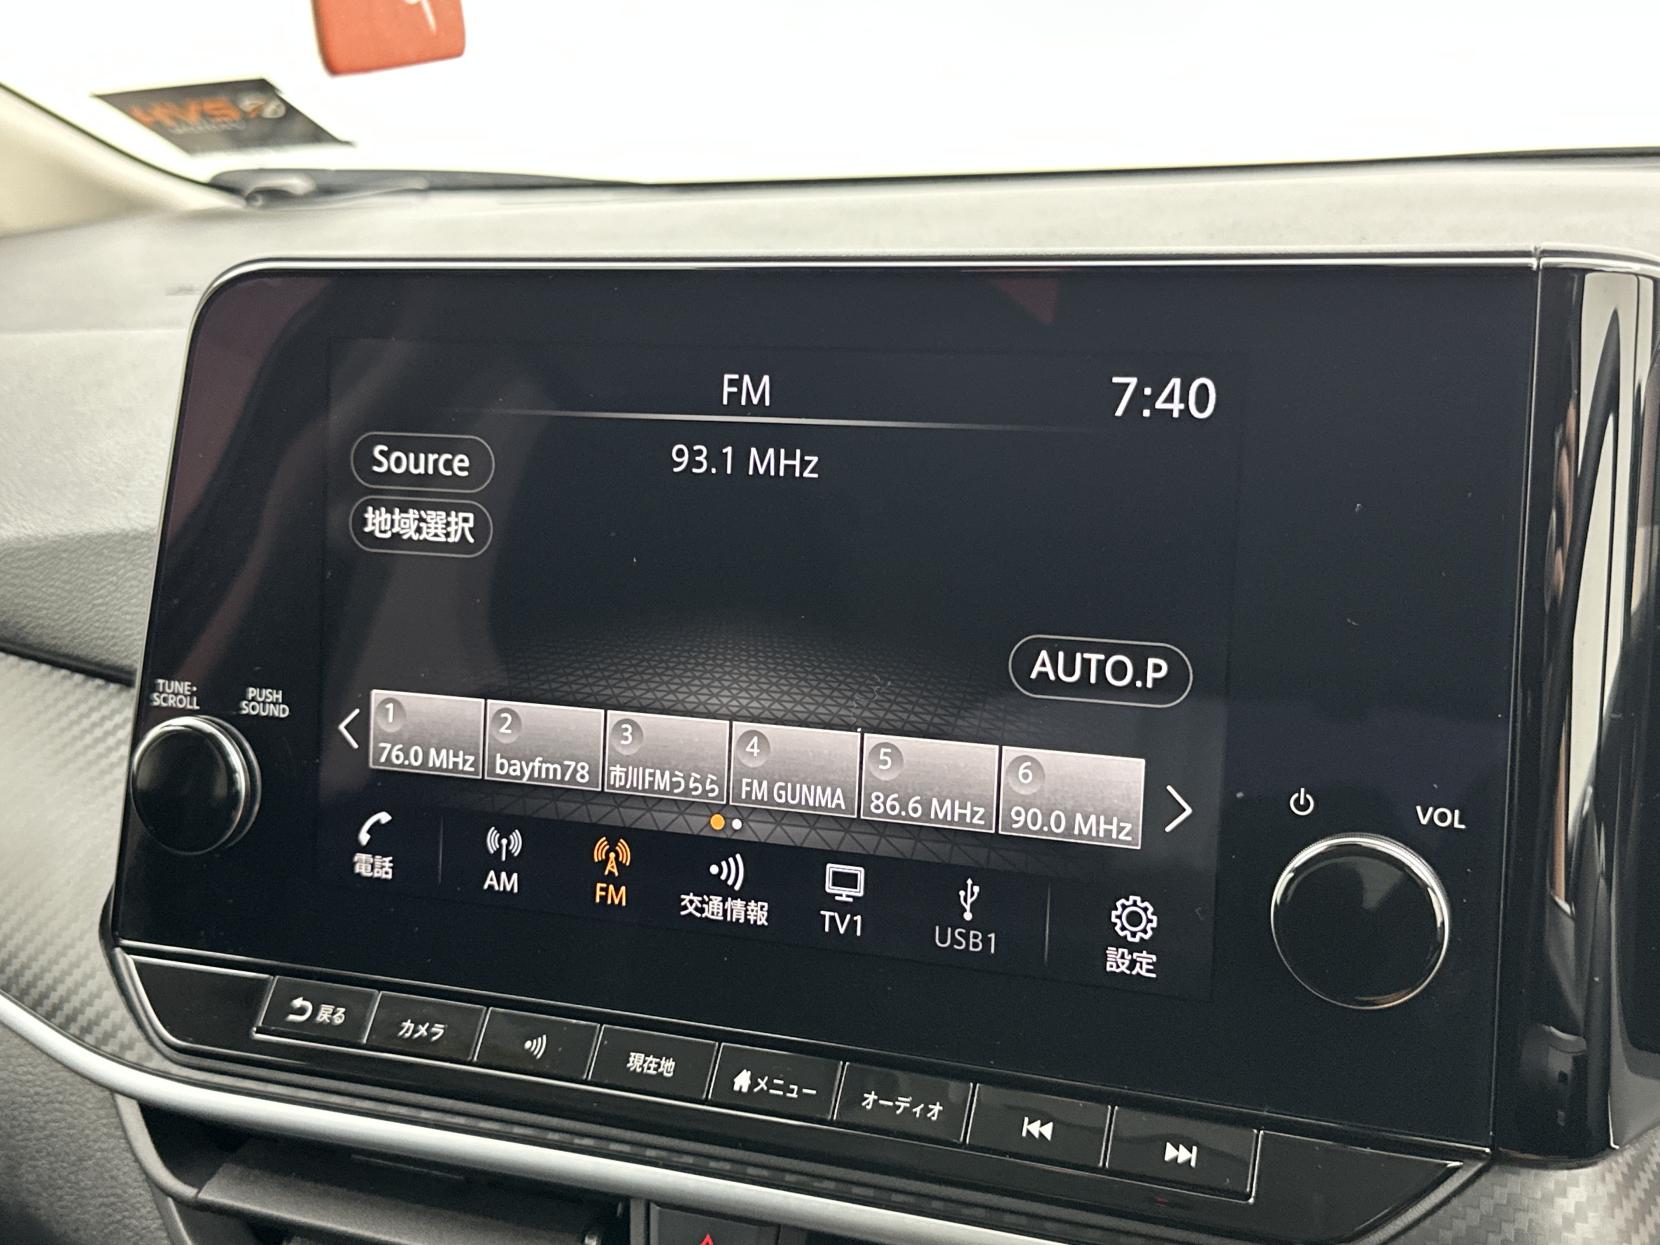 FM
7:40
Source
93.1 MHz
地域選択
AUTO.P
TUNE·
SCROLL
PUSH
SOUND
1
76.0 MHz
2
bayfm78
3
市川FMうらら
4
FM GUNMA
5
86.6 MHz
6
90.0 MHz
VOL
電話
AM
FM
交通情報
TV1
USB1
設定
戻る
カメラ
現在地
メニュー
オーディオ